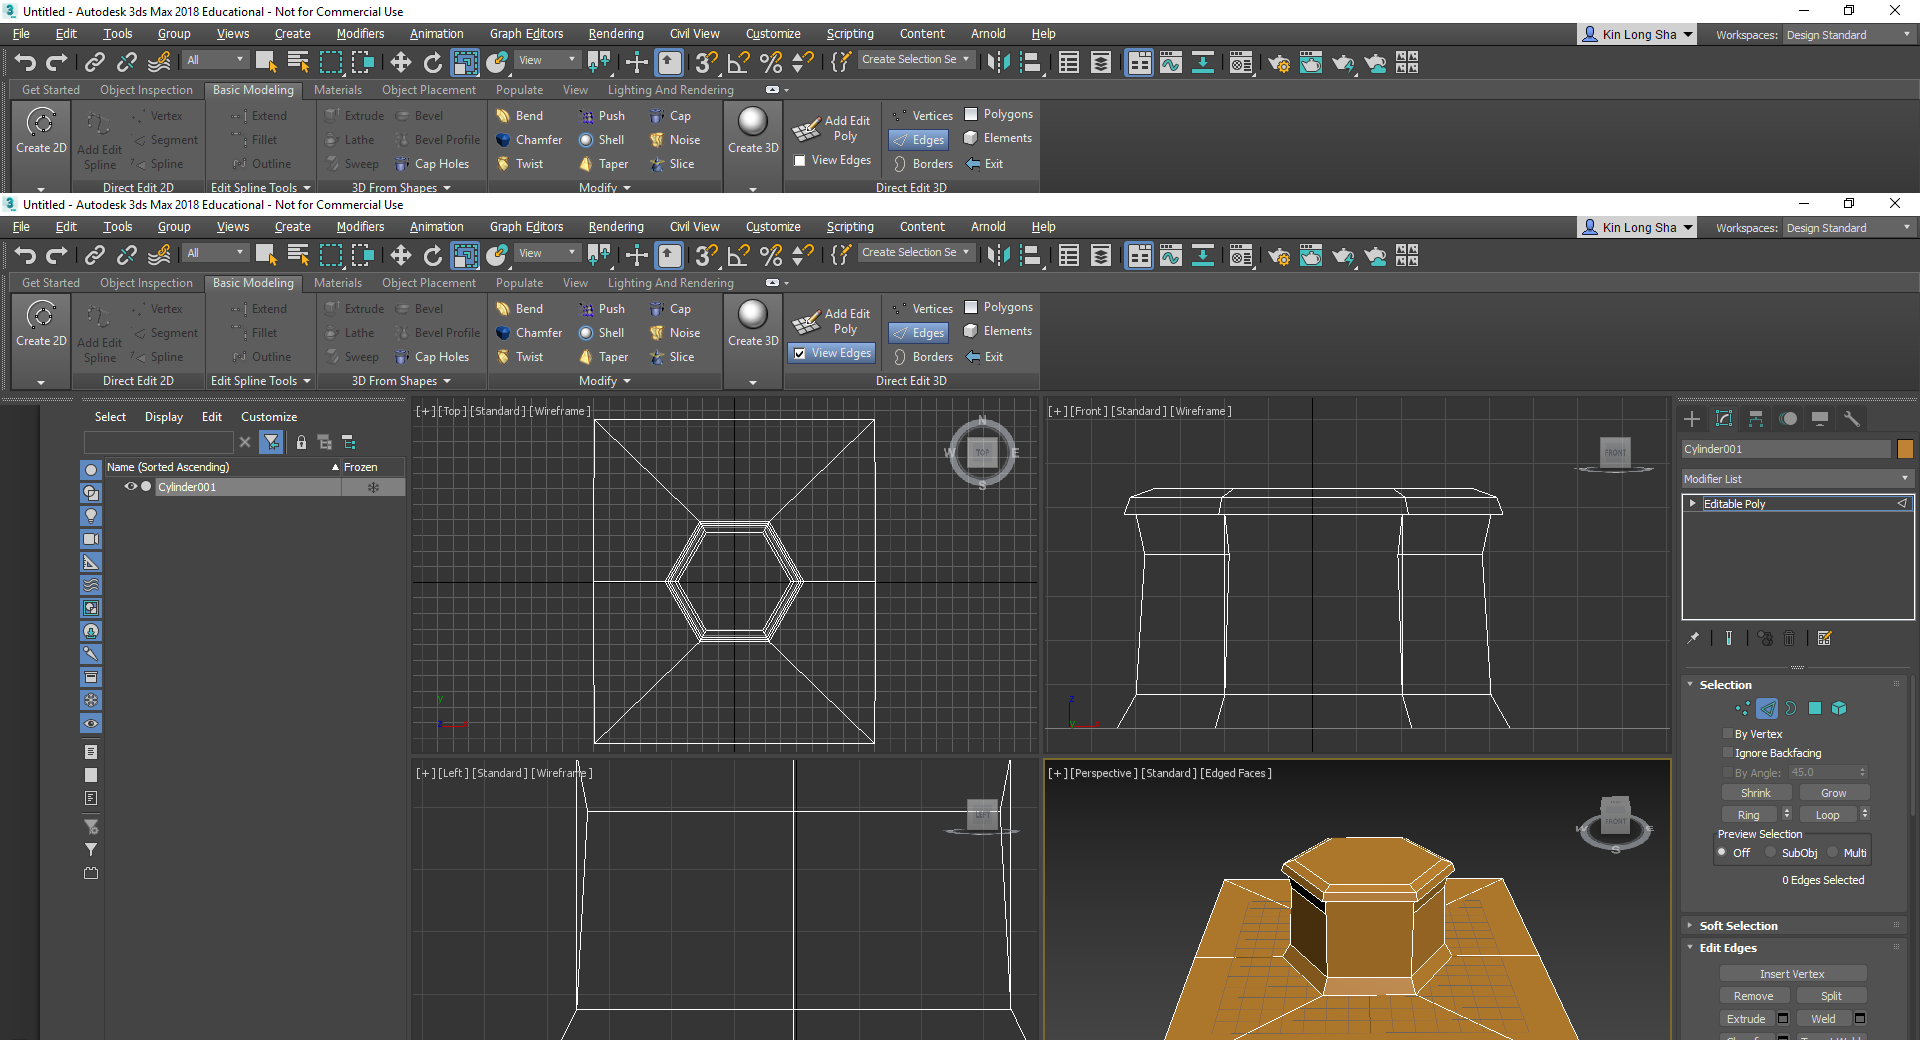 Untitled - Autodesk 3ds Max 2018 Educational - Not for Commercial Use
File Edit Tools Group Views Create Modifiers Animation Graph Editors Rendering Civil View Customize Scripting Content Arnold Help Kin Long Sha Workspaces: Design Standard
All View 3 Create Selection Se
Get Started Object Inspection Basic Modeling Materials Object Placement Populate View Lighting And Rendering
Create 2D Add Edit Spline Vertex Segment Spline Extend Fillet Outline Extrude Lathe Sweep Bevel Bevel Profile Cap Holes Bend Chamfer Twist Push Shell Taper Cap Noise Slice Create 3D Add Edit Poly View Edges Vertices Edges Borders Polygons Elements Exit
Direct Edit 2D Edit Spline Tools 3D From Shapes Modify Direct Edit 3D
Untitled - Autodesk 3ds Max 2018 Educational - Not for Commercial Use
File Edit Tools Group Views Create Modifiers Animation Graph Editors Rendering Civil View Customize Scripting Content Arnold Help Kin Long Sha Workspaces: Design Standard
All View 3 Create Selection Se
Get Started Object Inspection Basic Modeling Materials Object Placement Populate View Lighting And Rendering
Create 2D Add Edit Spline Vertex Segment Spline Extend Fillet Outline Extrude Lathe Sweep Bevel Bevel Profile Cap Holes Bend Chamfer Twist Push Shell Taper Cap Noise Slice Create 3D Add Edit Poly View Edges Vertices Edges Borders Polygons Elements Exit
Direct Edit 2D Edit Spline Tools 3D From Shapes Modify Direct Edit 3D
Select Display Edit Customize
Name (Sorted Ascending) Frozen
Cylinder001
[+] [Top] [Standard] [Wireframe]
N W TOP E S
[+] [Front] [Standard] [Wireframe]
FRONT
[+] [Left] [Standard] [Wireframe]
LEFT
[+] [Perspective] [Standard] [Edged Faces]
FRONT W E S
Cylinder001
Modifier List
Editable Poly
Selection
By Vertex
Ignore Backfacing
By Angle: 45.0
Shrink Grow
Ring Loop
Preview Selection
Off SubObj Multi
0 Edges Selected
Soft Selection
Edit Edges
Insert Vertex
Remove Split
Extrude Weld